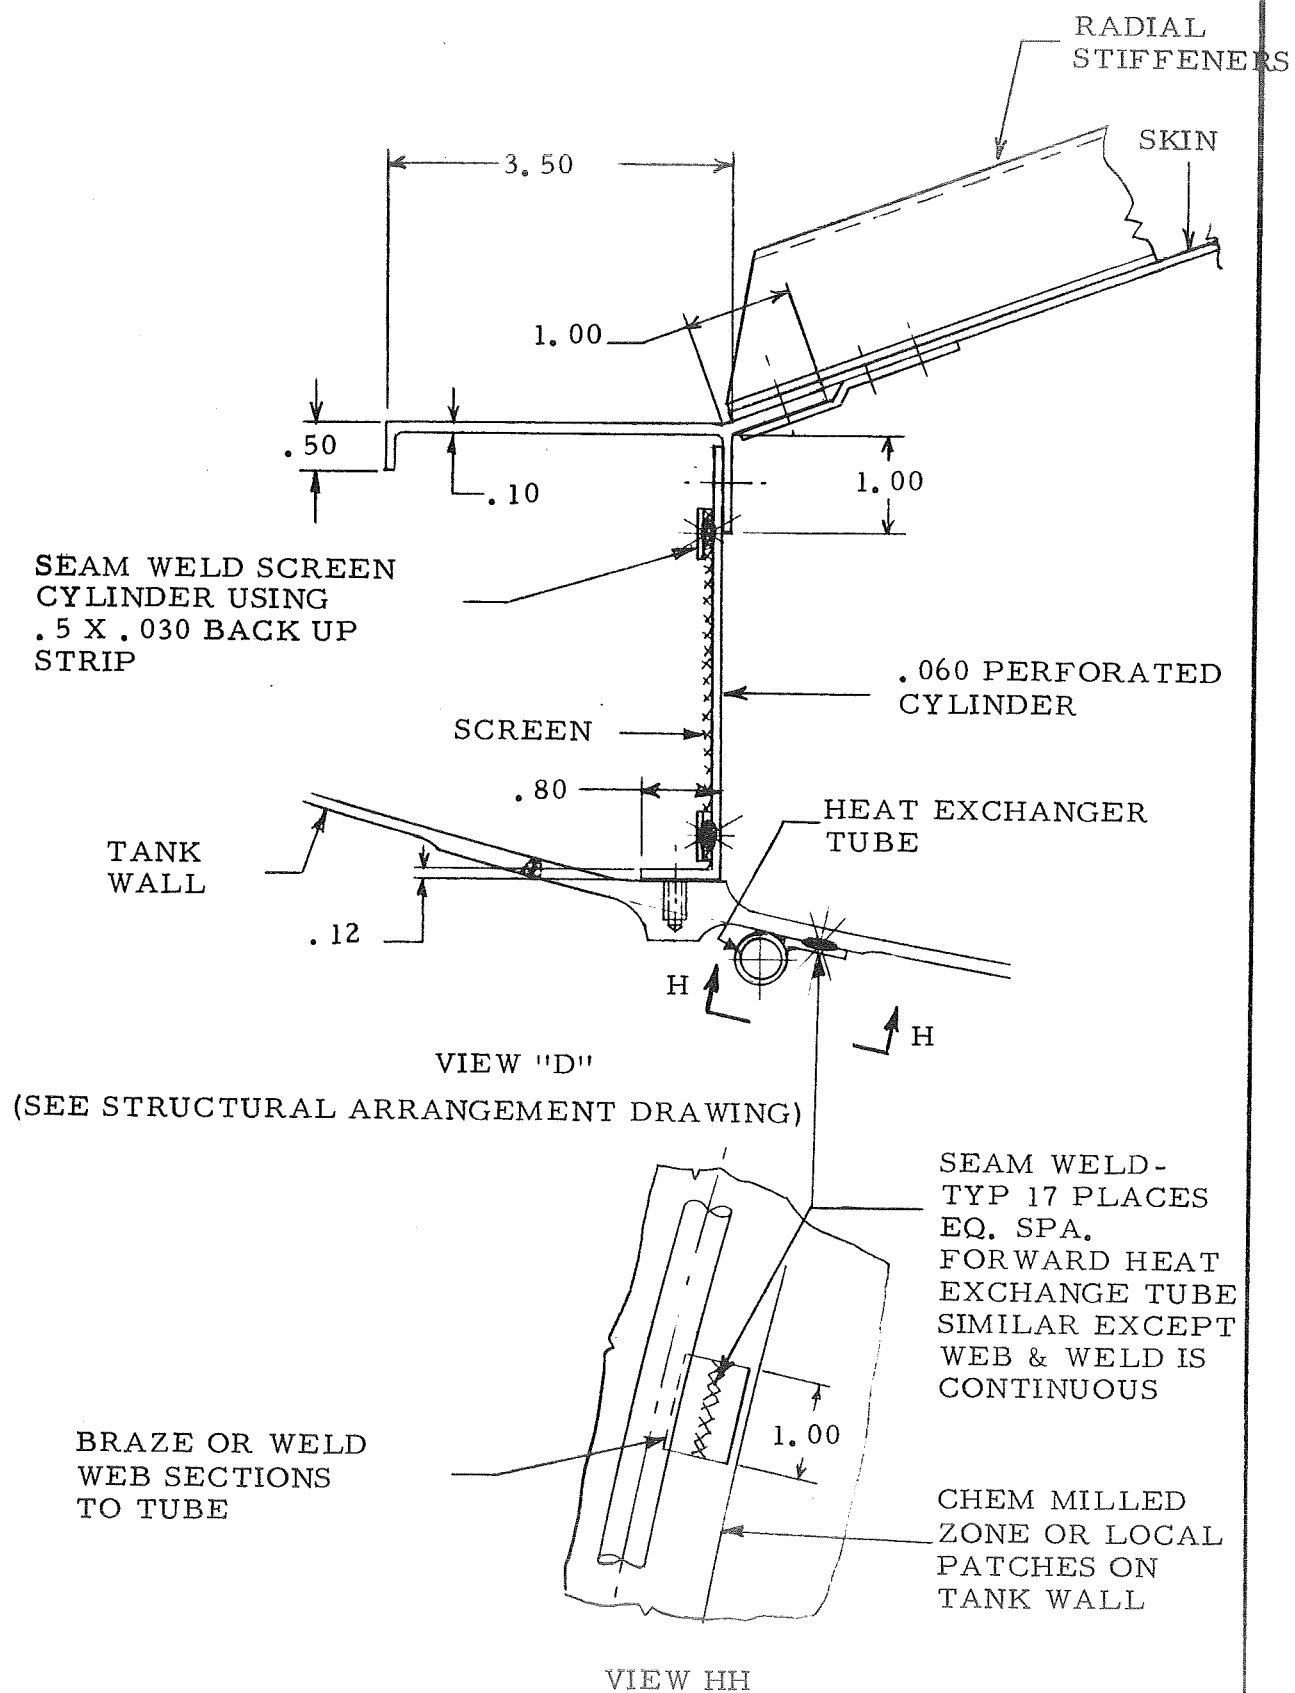 RADIAL
STIFFENERS
SKIN
3.50
1.00
.50
.10
1.00
SEAM WELD SCREEN
CYLINDER USING
.5 X .030 BACK UP
STRIP
.060 PERFORATED
CYLINDER
SCREEN
.80
HEAT EXCHANGER
TUBE
TANK
WALL
.12
H
H
VIEW "D"
(SEE STRUCTURAL ARRANGEMENT DRAWING)
SEAM WELD-
TYP 17 PLACES
EQ. SPA.
FORWARD HEAT
EXCHANGE TUBE
SIMILAR EXCEPT
WEB & WELD IS
CONTINUOUS
1.00
BRAZE OR WELD
WEB SECTIONS
TO TUBE
CHEM MILLED
ZONE OR LOCAL
PATCHES ON
TANK WALL
VIEW HH